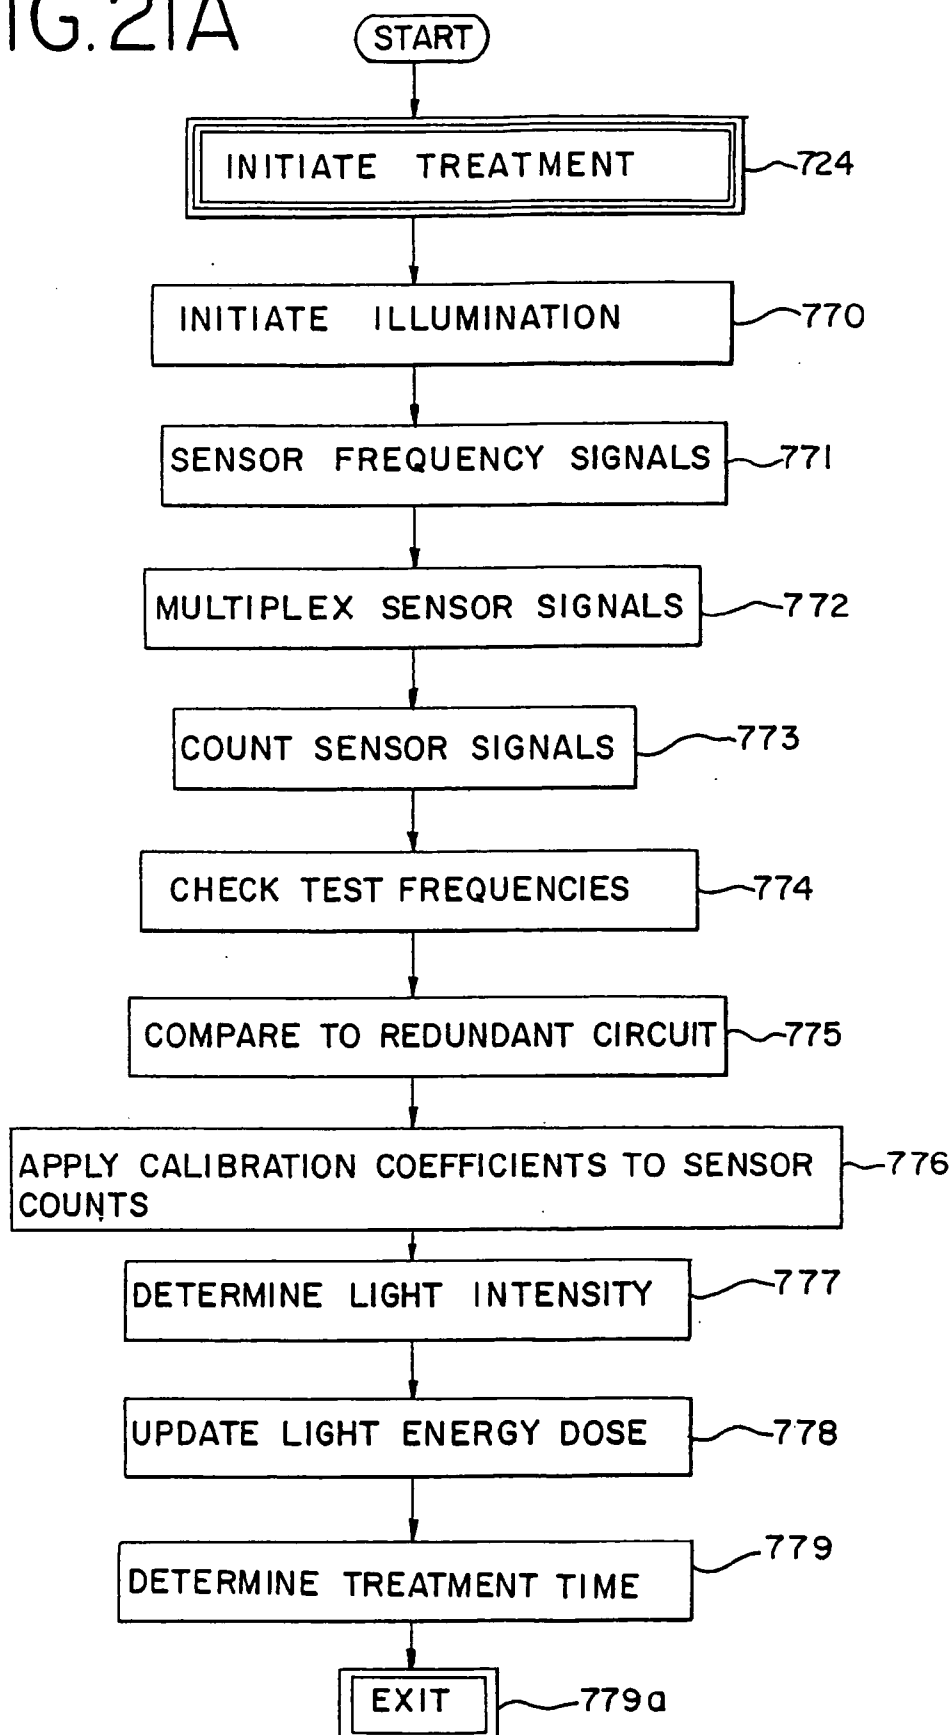 IG.21A
START
INITIATE TREATMENT
724
INITIATE ILLUMINATION
770
SENSOR FREQUENCY SIGNALS
771
MULTIPLEX SENSOR SIGNALS
772
COUNT SENSOR SIGNALS
773
CHECK TEST FREQUENCIES
774
COMPARE TO REDUNDANT CIRCUIT
775
APPLY CALIBRATION COEFFICIENTS TO SENSOR
COUNTS
776
DETERMINE LIGHT INTENSITY
777
UPDATE LIGHT ENERGY DOSE
778
DETERMINE TREATMENT TIME
779
EXIT
779a